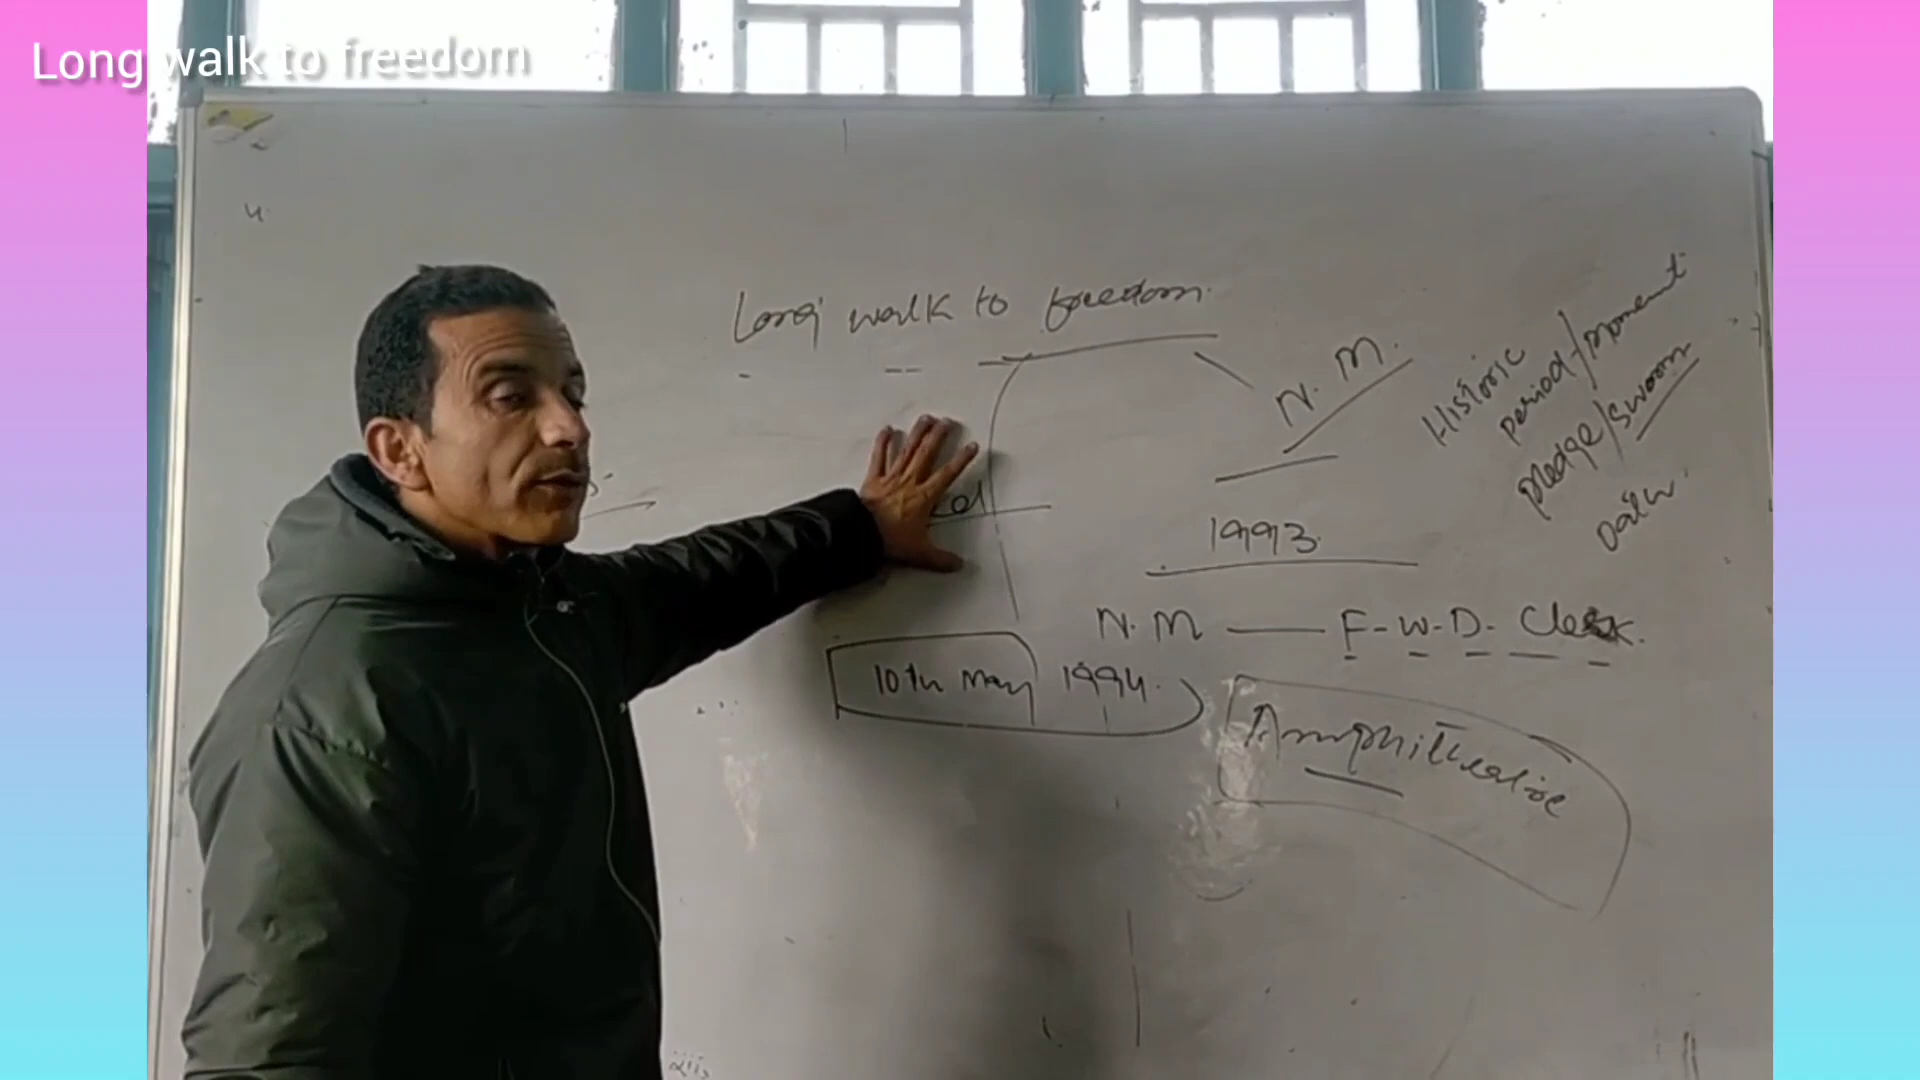 Long walk to freedom
Long walk to freedom.
N. M.
Historic
period/moment
pledge/sworn
1993.
N. M — F-W-D- Clerk.
10th May 1994.
Amphitheatre